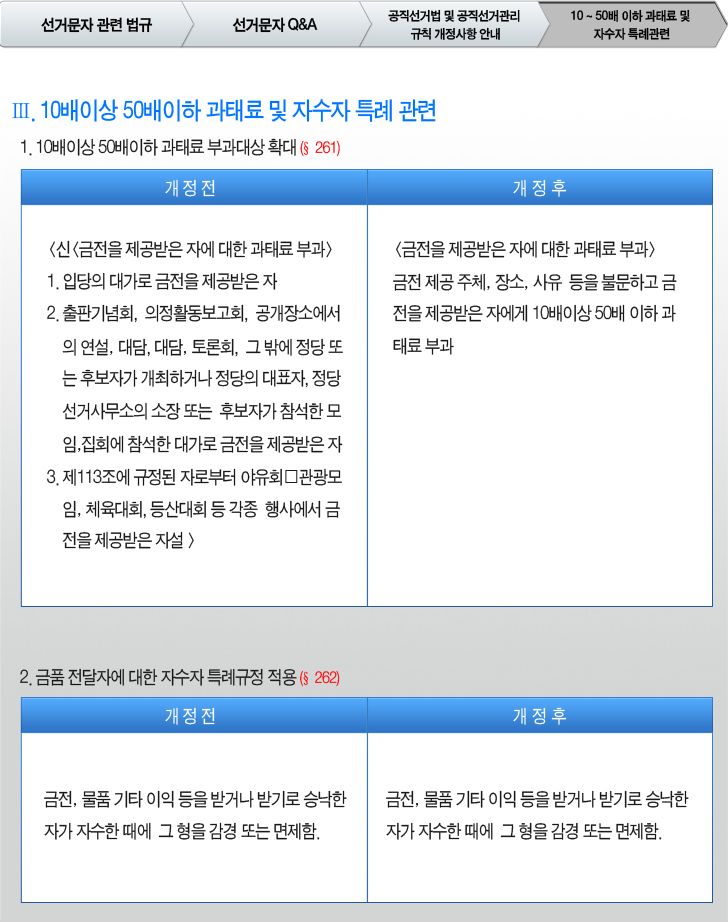 선거문자 관련 법규
선거문자 Q&A
공직선거법 및 공직선거관리
규칙 개정사항 안내
10 ~ 50배 이하 과태료 및
자수자 특례관련
Ⅲ. 10배이상 50배이하 과태료 및 자수자 특례 관련
1. 10배이상 50배이하 과태료 부과대상 확대 (§ 261)
개정전
개정후
<신<금전을 제공받은 자에 대한 과태료 부과>
1. 입당의 대가로 금전을 제공받은 자
2. 출판기념회, 의정활동보고회, 공개장소에서
의 연설, 대담, 대담, 토론회, 그 밖에 정당 또
는 후보자가 개최하거나 정당의 대표자, 정당
선거사무소의 소장 또는 후보자가 참석한 모
임,집회에 참석한 대가로 금전을 제공받은 자
3. 제113조에 규정된 자로부터 야유회□관광모
임, 체육대회, 등산대회 등 각종 행사에서 금
전을 제공받은 자설 >
<금전을 제공받은 자에 대한 과태료 부과>
금전 제공 주체, 장소, 사유 등을 불문하고 금
전을 제공받은 자에게 10배이상 50배 이하 과
태료 부과
2. 금품 전달자에 대한 자수자 특례규정 적용 (§ 262)
개정전
개정후
금전, 물품 기타 이익 등을 받거나 받기로 승낙한
자가 자수한 때에 그 형을 감경 또는 면제함.
금전, 물품 기타 이익 등을 받거나 받기로 승낙한
자가 자수한 때에 그 형을 감경 또는 면제함.